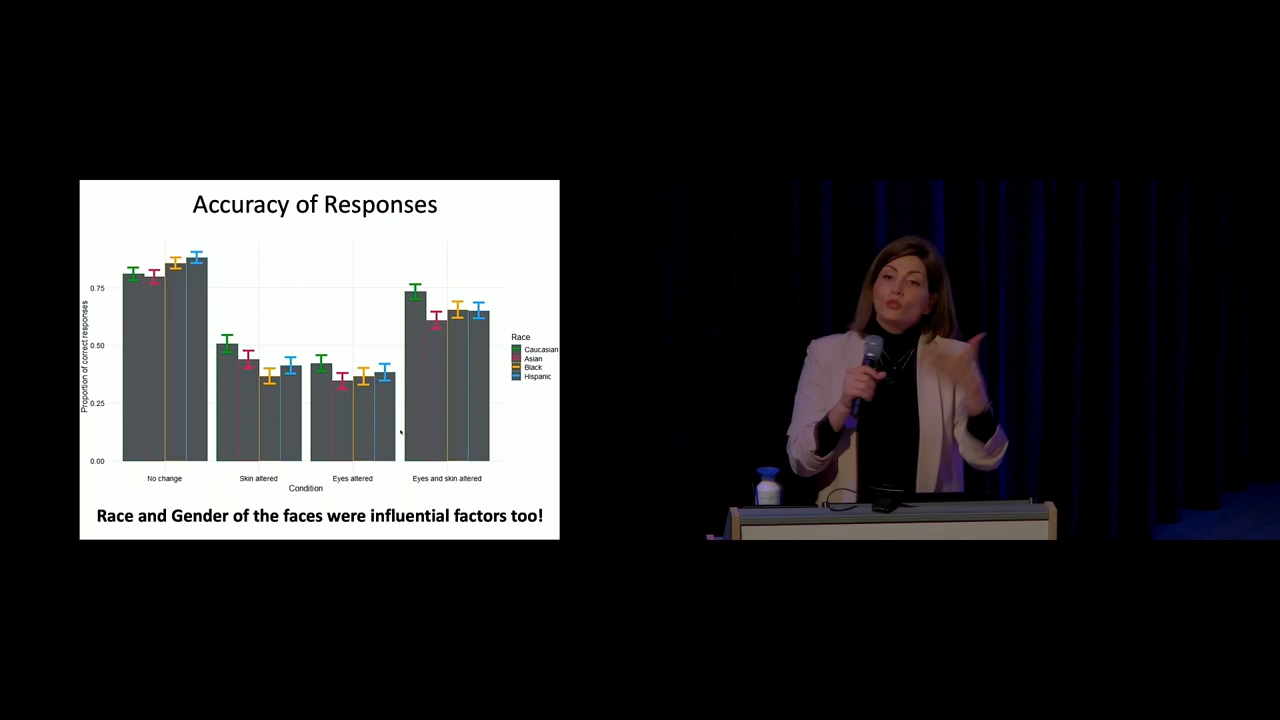 Accuracy of Responses
Proportion of correct responses
0.75
0.50
0.25
0.00
No change
Skin altered
Eyes altered
Eyes and skin altered
Condition
Race
Caucasian
Asian
Black
Hispanic
Race and Gender of the faces were influential factors too!